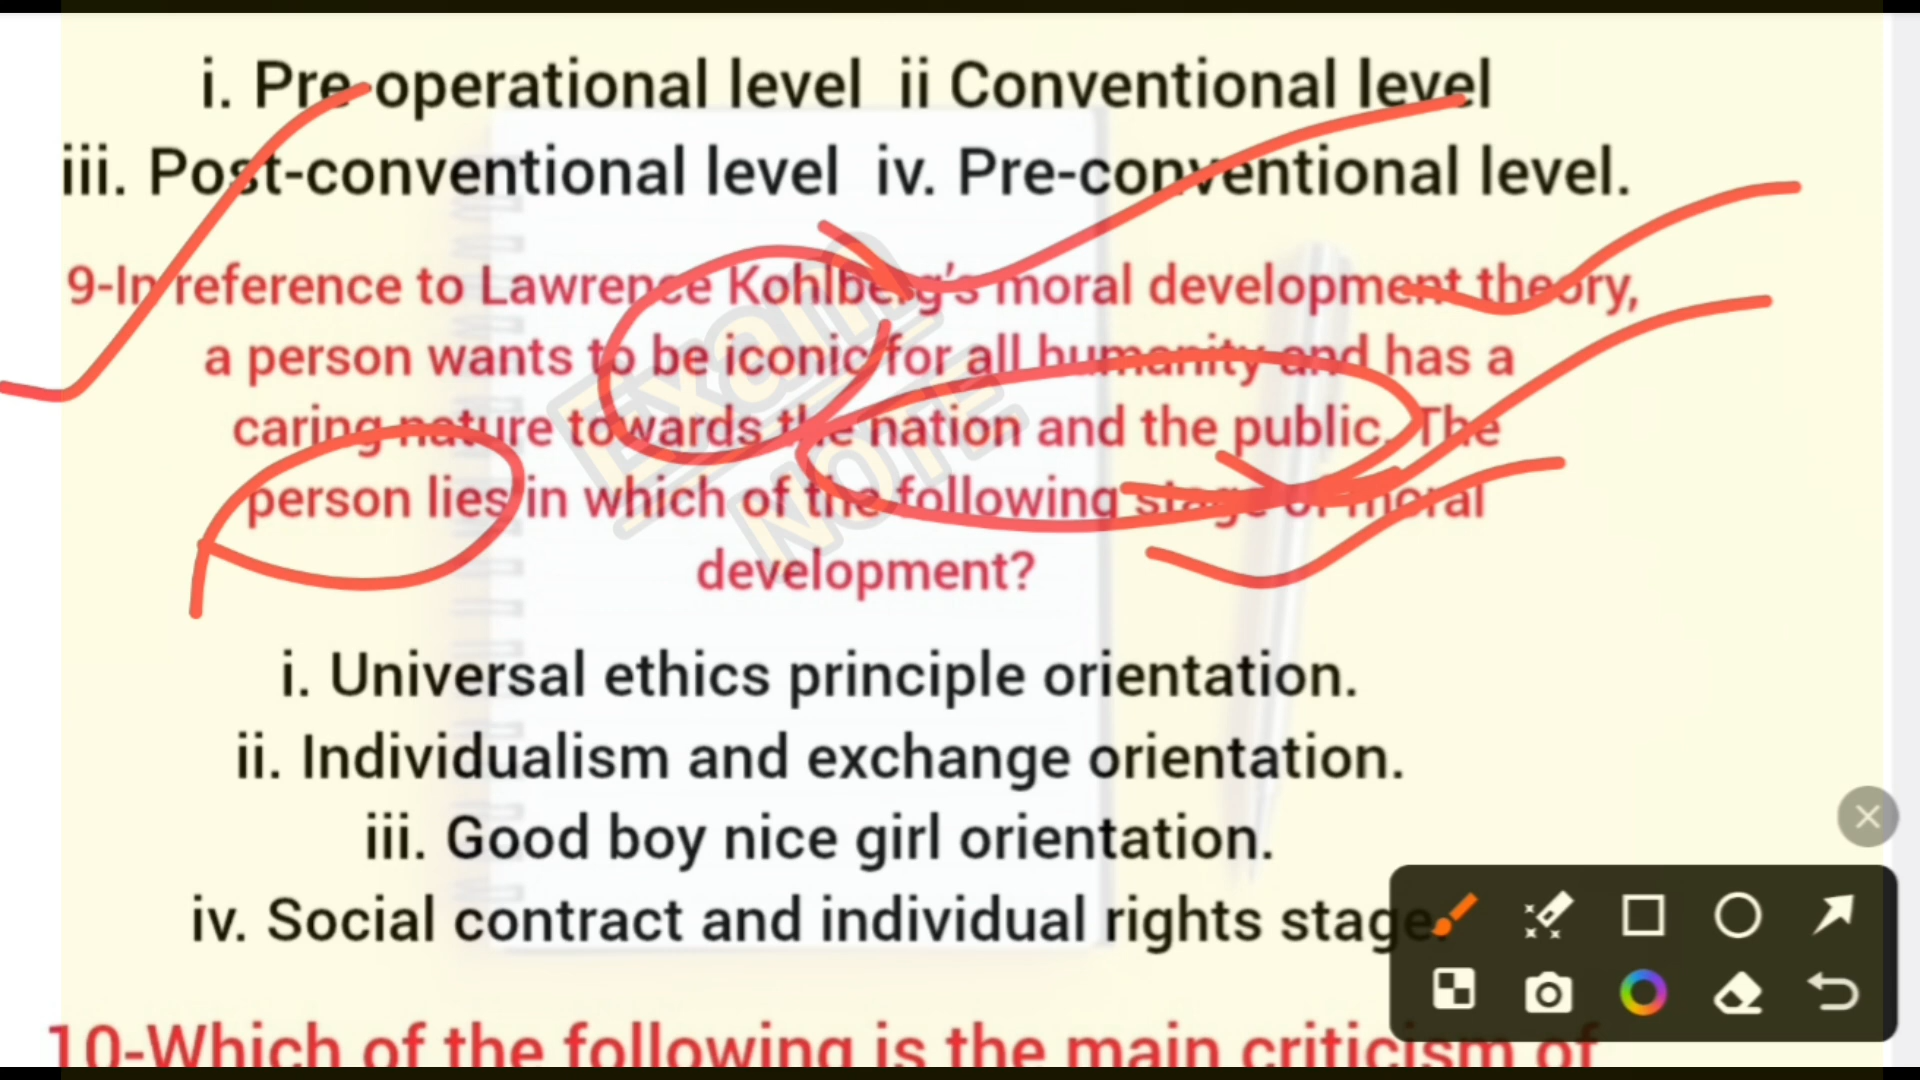 i. Pre-operational level ii Conventional level
iii. Post-conventional level iv. Pre-conventional level.
9-In reference to Lawrence Kohlberg's moral development theory,
a person wants to be iconic for all humanity and has a
caring nature towards the nation and the public. The
person lies in which of the following stage of moral
development?
Exam
NOTE
i. Universal ethics principle orientation.
ii. Individualism and exchange orientation.
iii. Good boy nice girl orientation.
iv. Social contract and individual rights stage.
10-Which of the following is the main criticism of